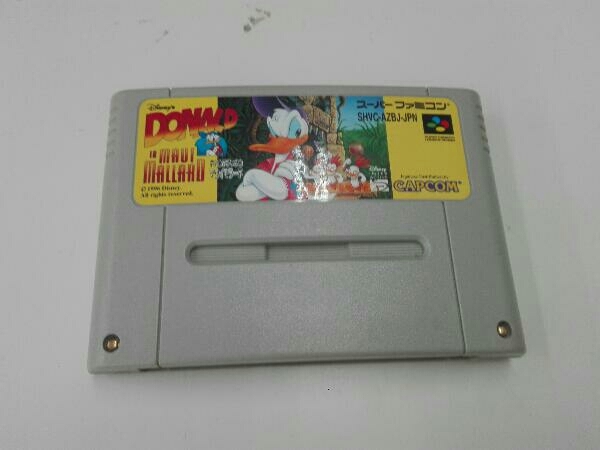 Disney's
DONALD
in
MAUI
MALLARD
© 1996 Disney.
All rights reserved.
スーパーファミコン
SHVC-AZBJ-JPN
Disney
CAPCOM